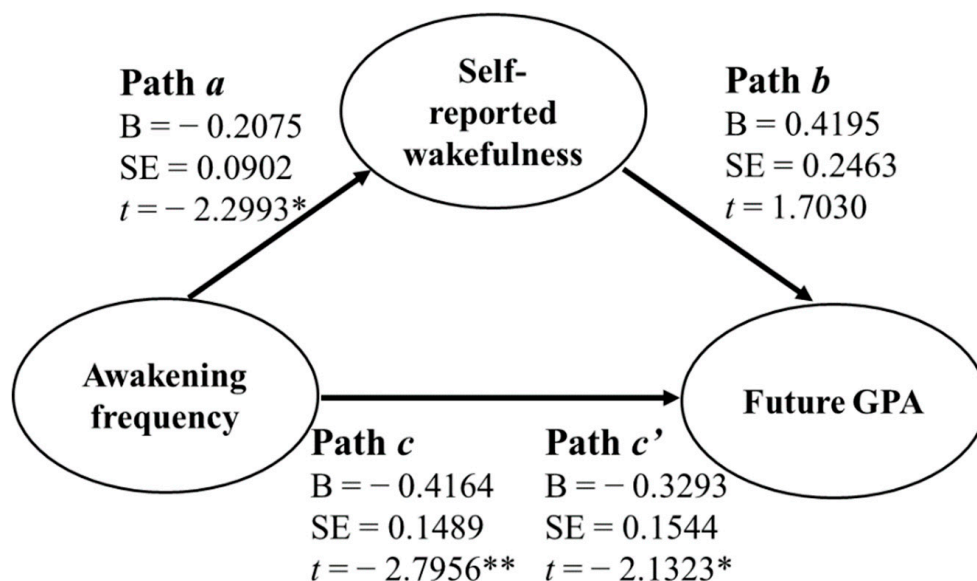 Path a
B = − 0.2075
SE = 0.0902
t = − 2.2993*
Self-
reported
wakefulness
Path b
B = 0.4195
SE = 0.2463
t = 1.7030
Awakening
frequency
Future GPA
Path c
B = − 0.4164
SE = 0.1489
t = − 2.7956**
Path c’
B = − 0.3293
SE = 0.1544
t = − 2.1323*